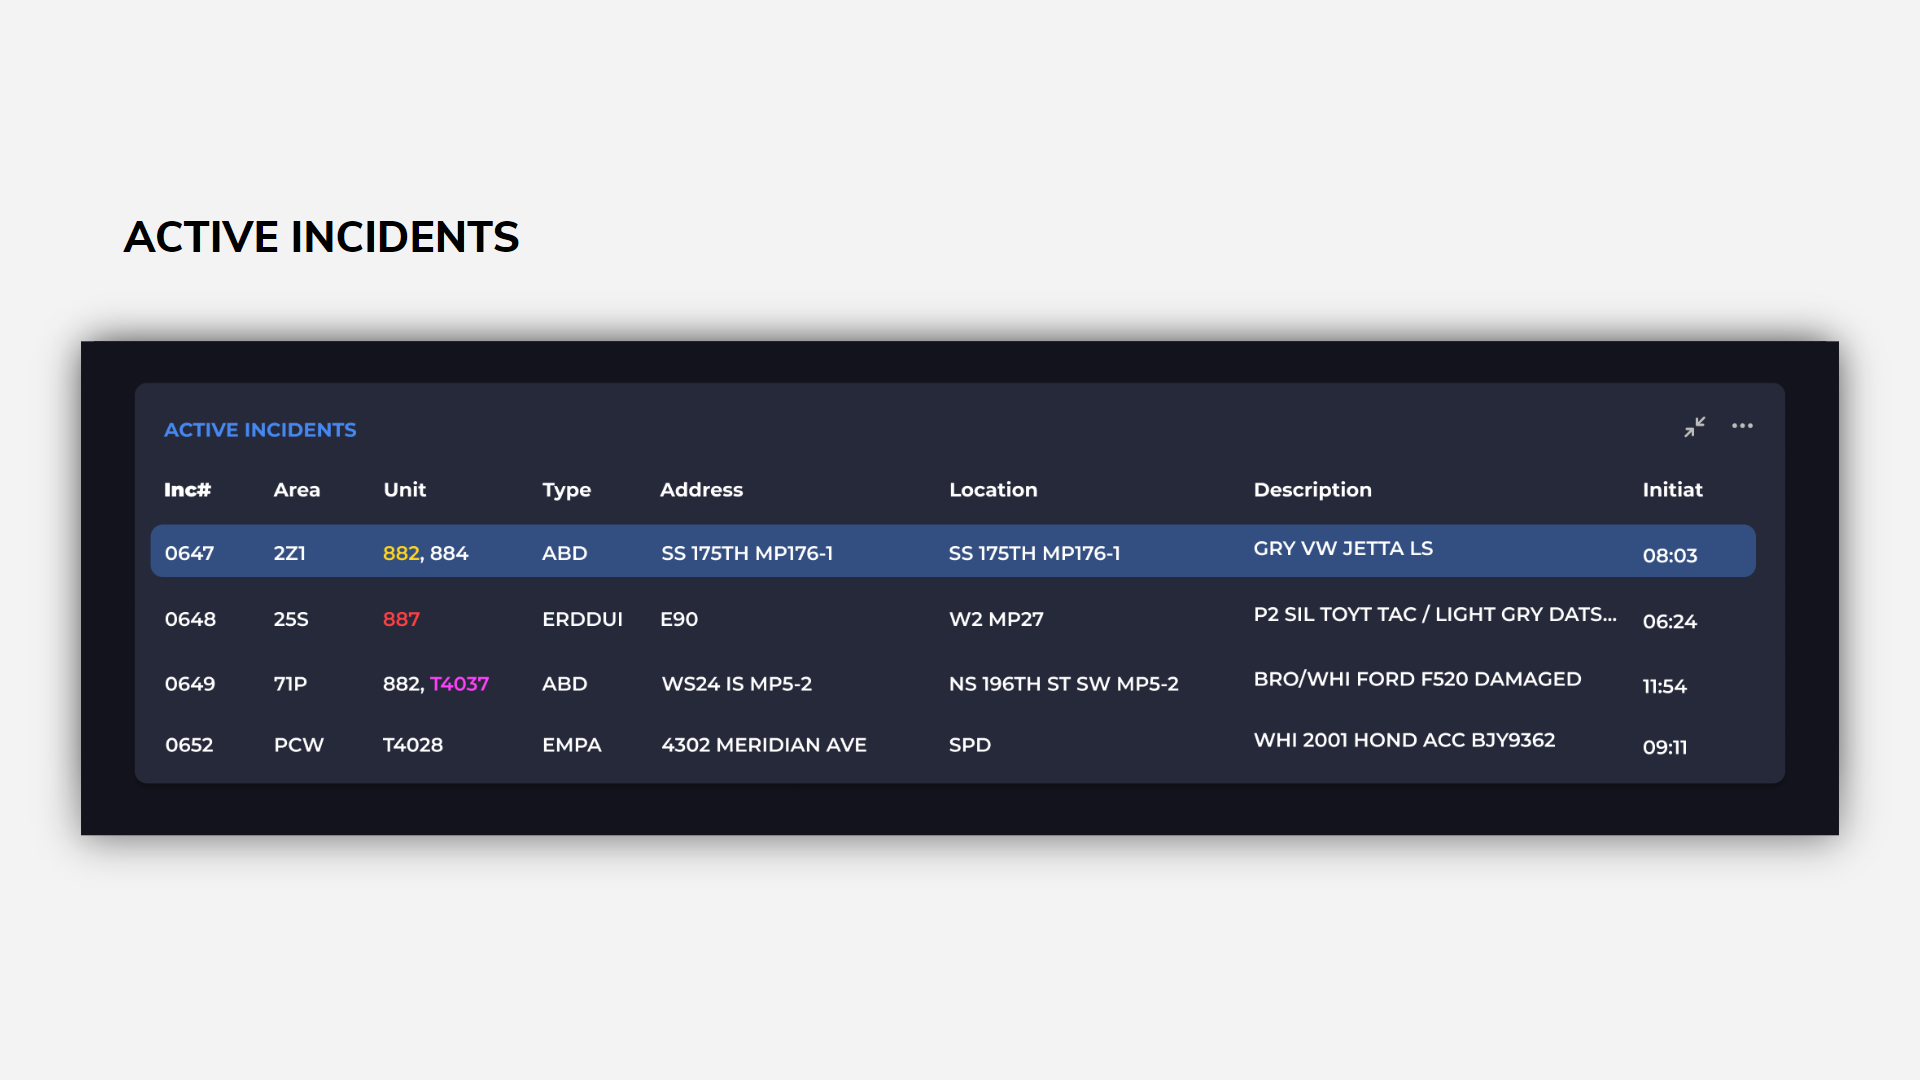 ACTIVE INCIDENTS
ACTIVE INCIDENTS
Inc# Area Unit Type Address Location Description Initiat
0647 2Z1 882, 884 ABD SS 175TH MP176-1 SS 175TH MP176-1 GRY VW JETTA LS 08:03
0648 25S 887 ERDDUI E90 W2 MP27 P2 SIL TOYT TAC / LIGHT GRY DATS... 06:24
0649 71P 882, T4037 ABD WS24 IS MP5-2 NS 196TH ST SW MP5-2 BRO/WHI FORD F520 DAMAGED 11:54
0652 PCW T4028 EMPA 4302 MERIDIAN AVE SPD WHI 2001 HOND ACC BJY9362 09:11